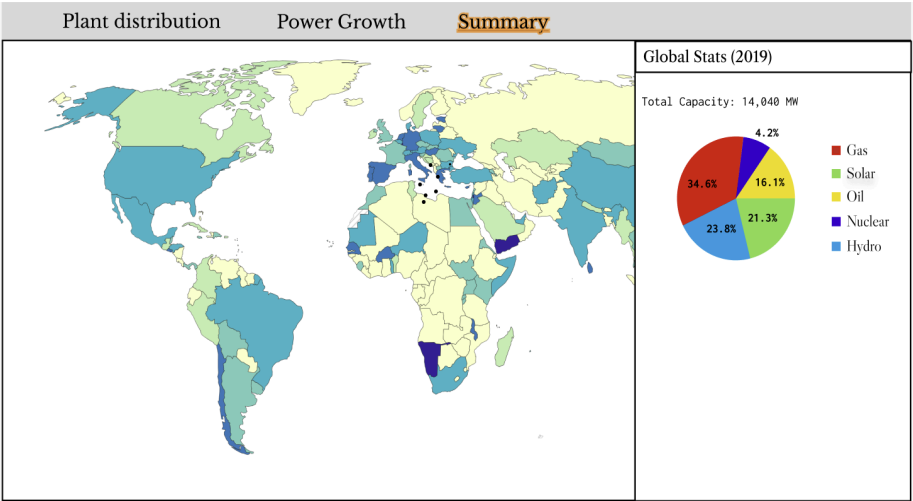 Plant distribution Power Growth Summary
Global Stats (2019)
Total Capacity: 14,040 MW
4.2%
34.6%
16.1%
21.3%
23.8%
Gas
Solar
Oil
Nuclear
Hydro